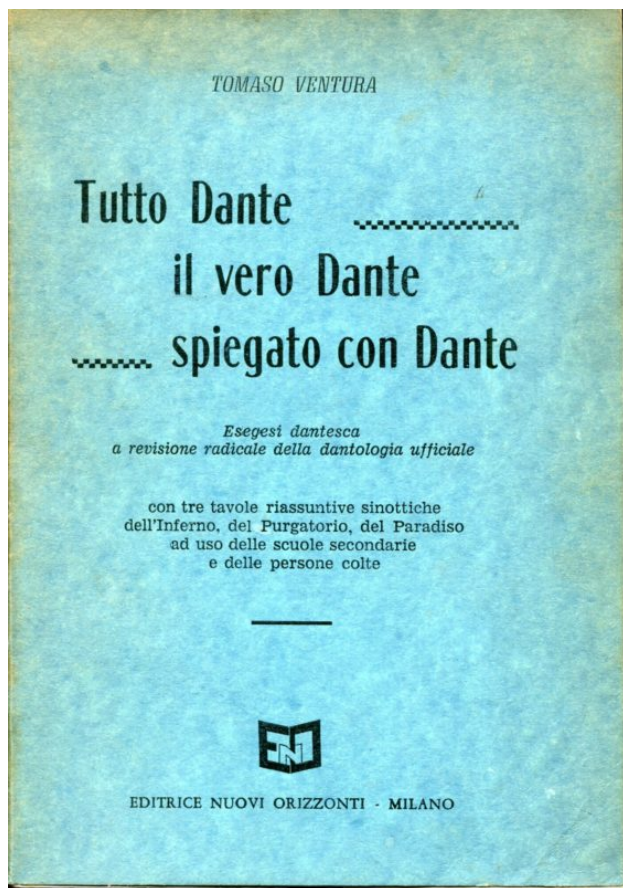 TOMASO VENTURA
Tutto Dante
il vero Dante
spiegato con Dante
Esegesi dantesca
a revisione radicale della dantologia ufficiale
con tre tavole riassuntive sinottiche
dell'Inferno, del Purgatorio, del Paradiso
ad uso delle scuole secondarie
e delle persone colte
ENO
EDITRICE NUOVI ORIZZONTI - MILANO